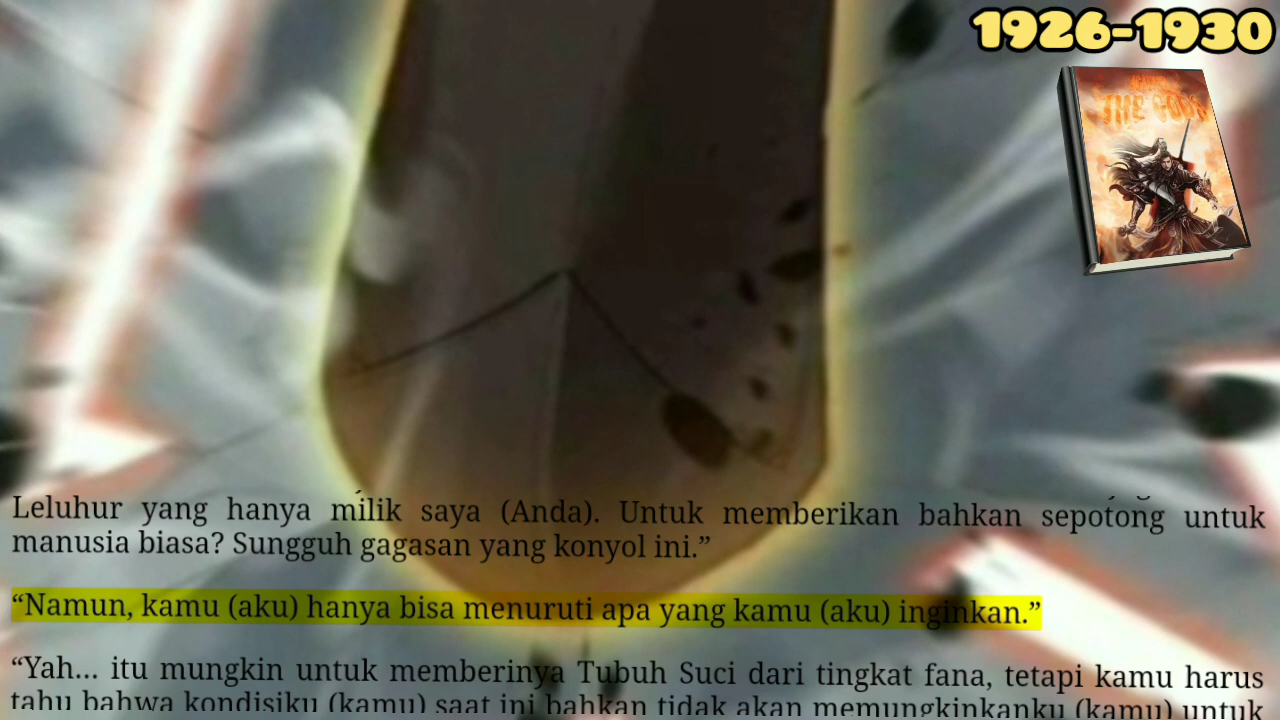 1926-1930
AGAINST
THE GODS
Leluhur yang hanya milik saya (Anda). Untuk memberikan bahkan sepotong untuk
manusia biasa? Sungguh gagasan yang konyol ini.”
“Namun, kamu (aku) hanya bisa menuruti apa yang kamu (aku) inginkan.”
“Yah... itu mungkin untuk memberinya Tubuh Suci dari tingkat fana, tetapi kamu harus
tahu bahwa kondisiku (kamu) saat ini bahkan tidak akan memungkinkanku (kamu) untuk